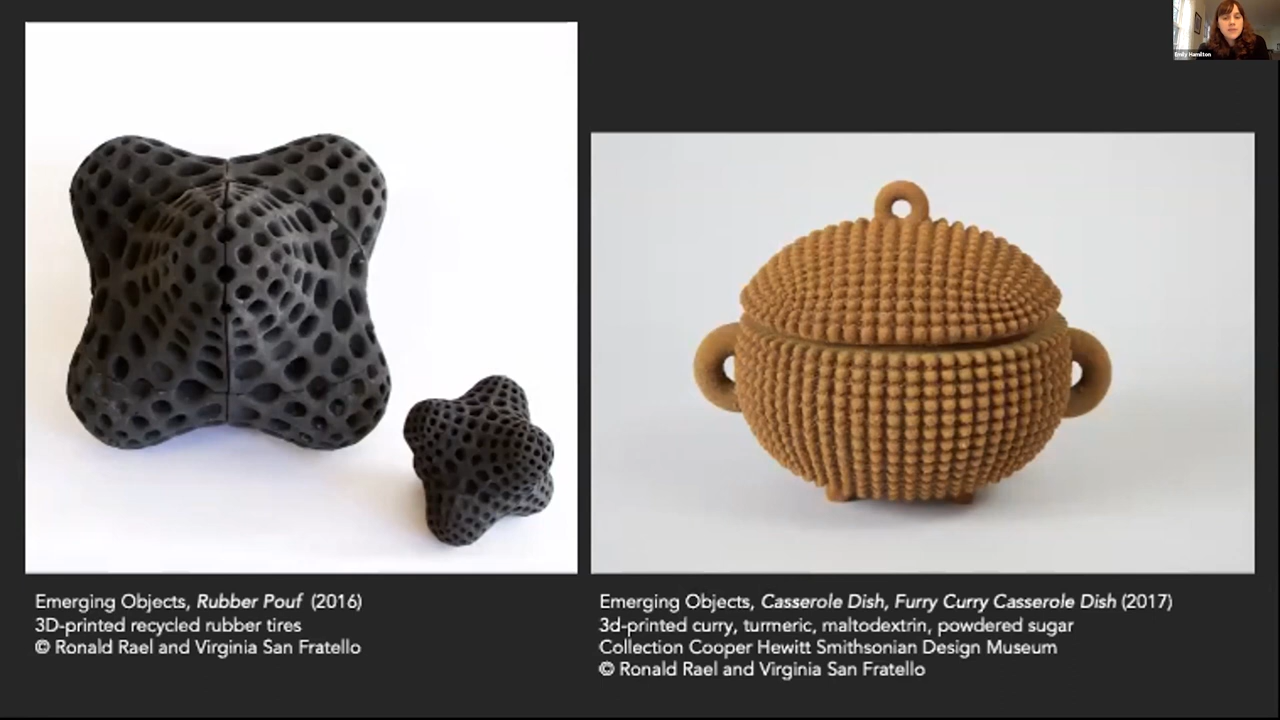 Emily Hamilton
Emerging Objects, Rubber Pouf (2016)
3D-printed recycled rubber tires
© Ronald Rael and Virginia San Fratello
Emerging Objects, Casserole Dish, Furry Curry Casserole Dish (2017)
3d-printed curry, turmeric, maltodextrin, powdered sugar
Collection Cooper Hewitt Smithsonian Design Museum
© Ronald Rael and Virginia San Fratello